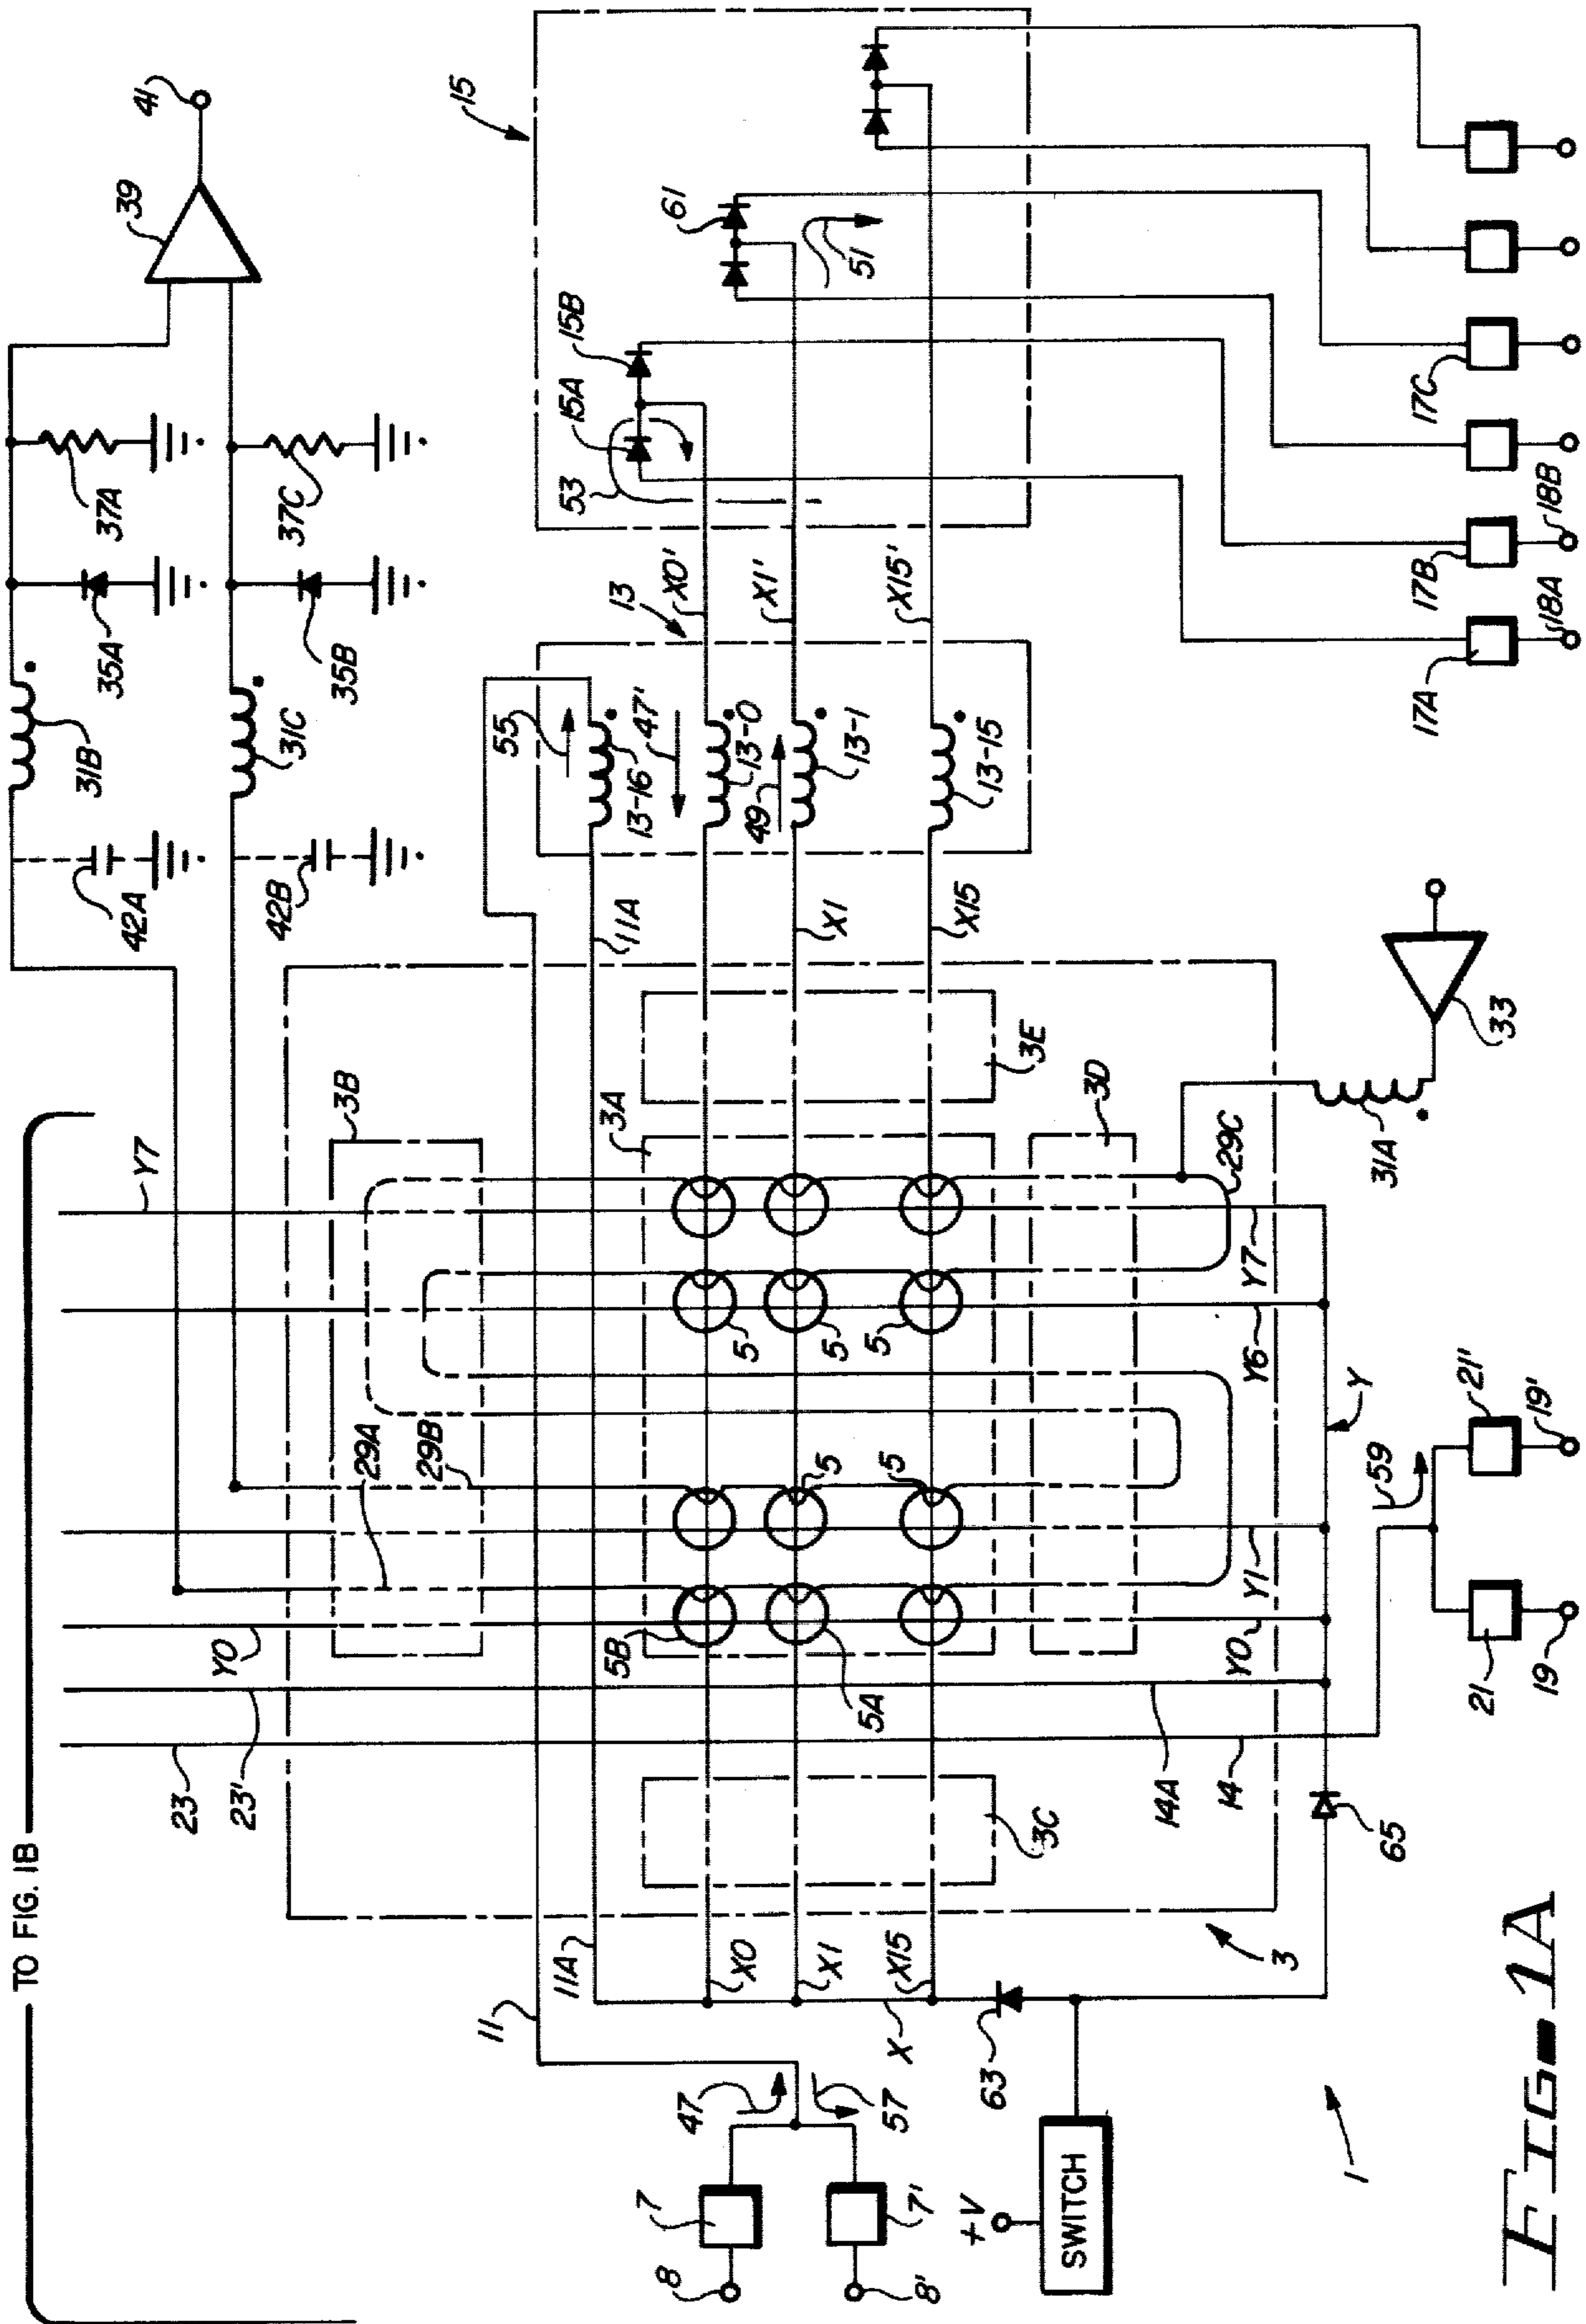 TO FIG. 1B
41
39
31B
35A
37A
42A
31C
35B
37C
42B
15
15B
15A
53
61
51
X0'
X1'
X15'
13
55
13-16
47'
13-0
49
13-1
13-15
11A
X1
X15
17A
18A
17B
18B
17C
33
31A
3B
3A
3E
3D
29C
Y7
Y7
Y6
29A
29B
5
5
5
5
5
5B
5A
Y0
Y0
Y1
Y
23
23'
14A
14
65
59
21
21'
19
19'
3C
3
11
11A
X0
X1
X15
X
63
47
57
7
7'
8
8'
+V
SWITCH
1
FIG-1A